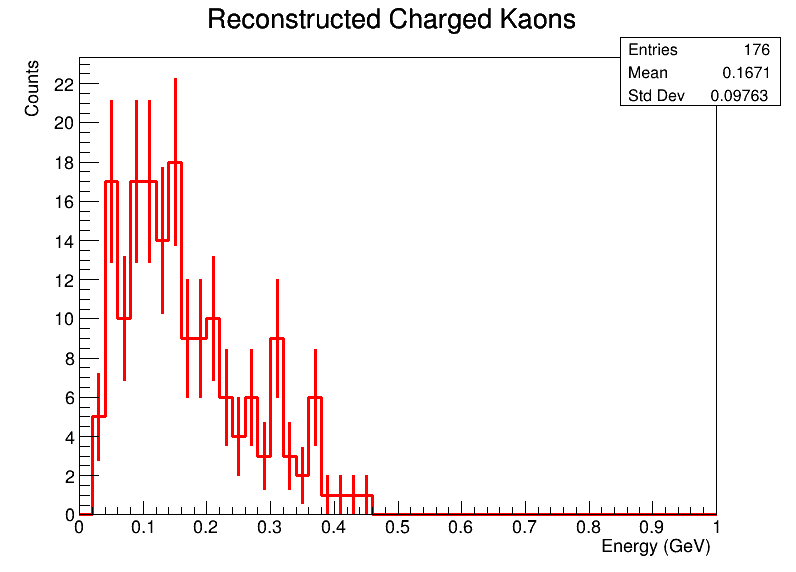 Reconstructed Charged Kaons
Entries 176
Mean 0.1671
Std Dev 0.09763
Counts
22
20
18
16
14
12
10
8
6
4
2
0
0 0.1 0.2 0.3 0.4 0.5 0.6 0.7 0.8 0.9 1
Energy (GeV)